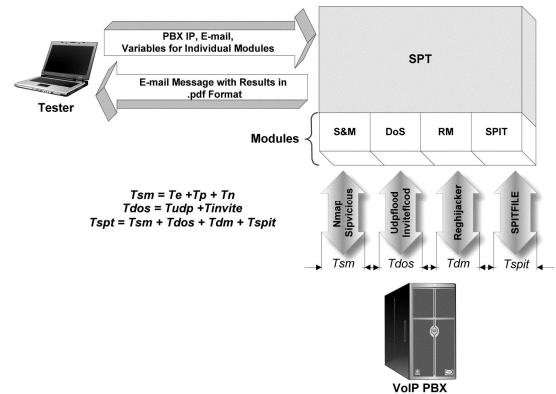 PBX IP, E-mail,
Variables for Individual Modules
E-mail Message with Results in
.pdf Format
Tester
SPT
Modules
S&M
DoS
RM
SPIT
Nmap
Sipvicious
Udpflood
Inviteflood
Reghijacker
SPITFILE
Tsm = Te +Tp + Tn
Tdos = Tudp +Tinvite
Tspt = Tsm + Tdos + Tdm + Tspit
Tsm
Tdos
Tdm
Tspit
VoIP PBX